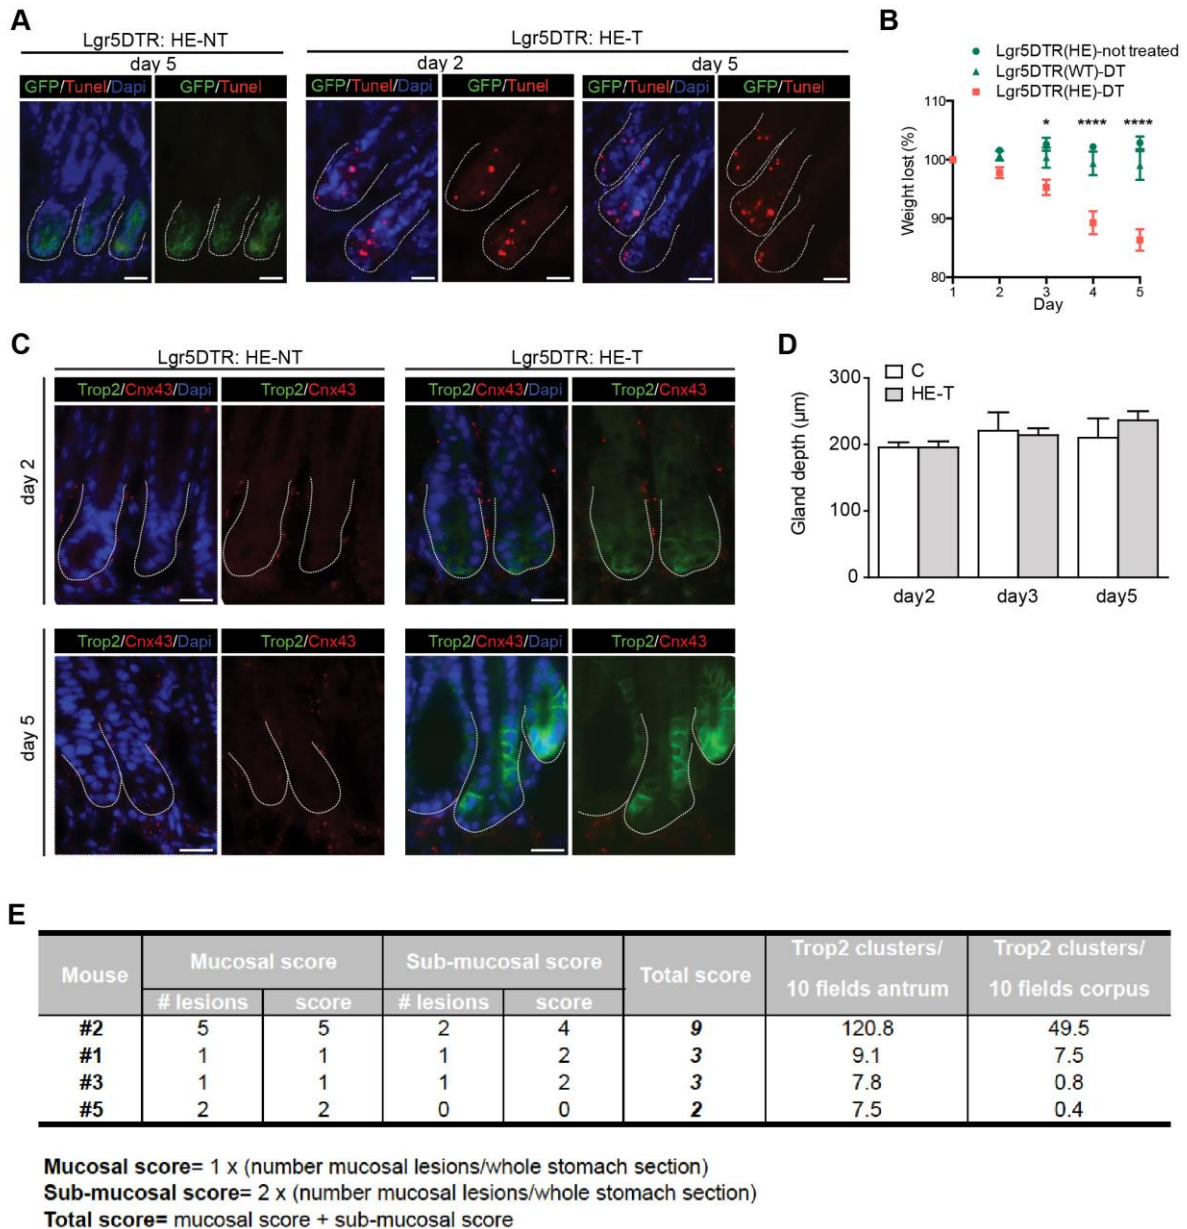 A
Lgr5DTR: HE-NT
Lgr5DTR: HE-T
day 5
day 2
day 5
GFP/Tunel/Dapi
GFP/Tunel
GFP/Tunel/Dapi
GFP/Tunel
GFP/Tunel/Dapi
GFP/Tunel
B
Lgr5DTR(HE)-not treated
Lgr5DTR(WT)-DT
Lgr5DTR(HE)-DT
Weight lost (%)
110
100
90
80
* **** ****
1 2 3 4 5
Day
C
Lgr5DTR: HE-NT
Lgr5DTR: HE-T
day 2
Trop2/Cnx43/Dapi
Trop2/Cnx43
Trop2/Cnx43/Dapi
Trop2/Cnx43
day 5
Trop2/Cnx43/Dapi
Trop2/Cnx43
Trop2/Cnx43/Dapi
Trop2/Cnx43
D
C
HE-T
Gland depth (µm)
300
200
100
0
day2 day3 day5
E
Mouse Mucosal score Sub-mucosal score Total score Trop2 clusters/ 10 fields antrum Trop2 clusters/ 10 fields corpus
# lesions score # lesions score
#2 5 5 2 4 9 120.8 49.5
#1 1 1 1 2 3 9.1 7.5
#3 1 1 1 2 3 7.8 0.8
#5 2 2 0 0 2 7.5 0.4
Mucosal score= 1 x (number mucosal lesions/whole stomach section)
Sub-mucosal score= 2 x (number mucosal lesions/whole stomach section)
Total score= mucosal score + sub-mucosal score